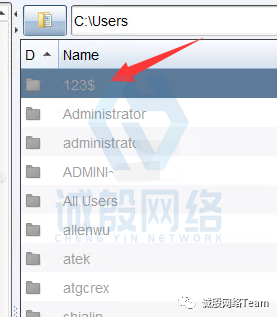 C:\Users
D Name
123$
Administrator
administrato
ADMINI~
All Users
allenwu
atek
atgcrex
shialin
诚殷网络
CHENG YIN NETWORK
诚殷网络Team